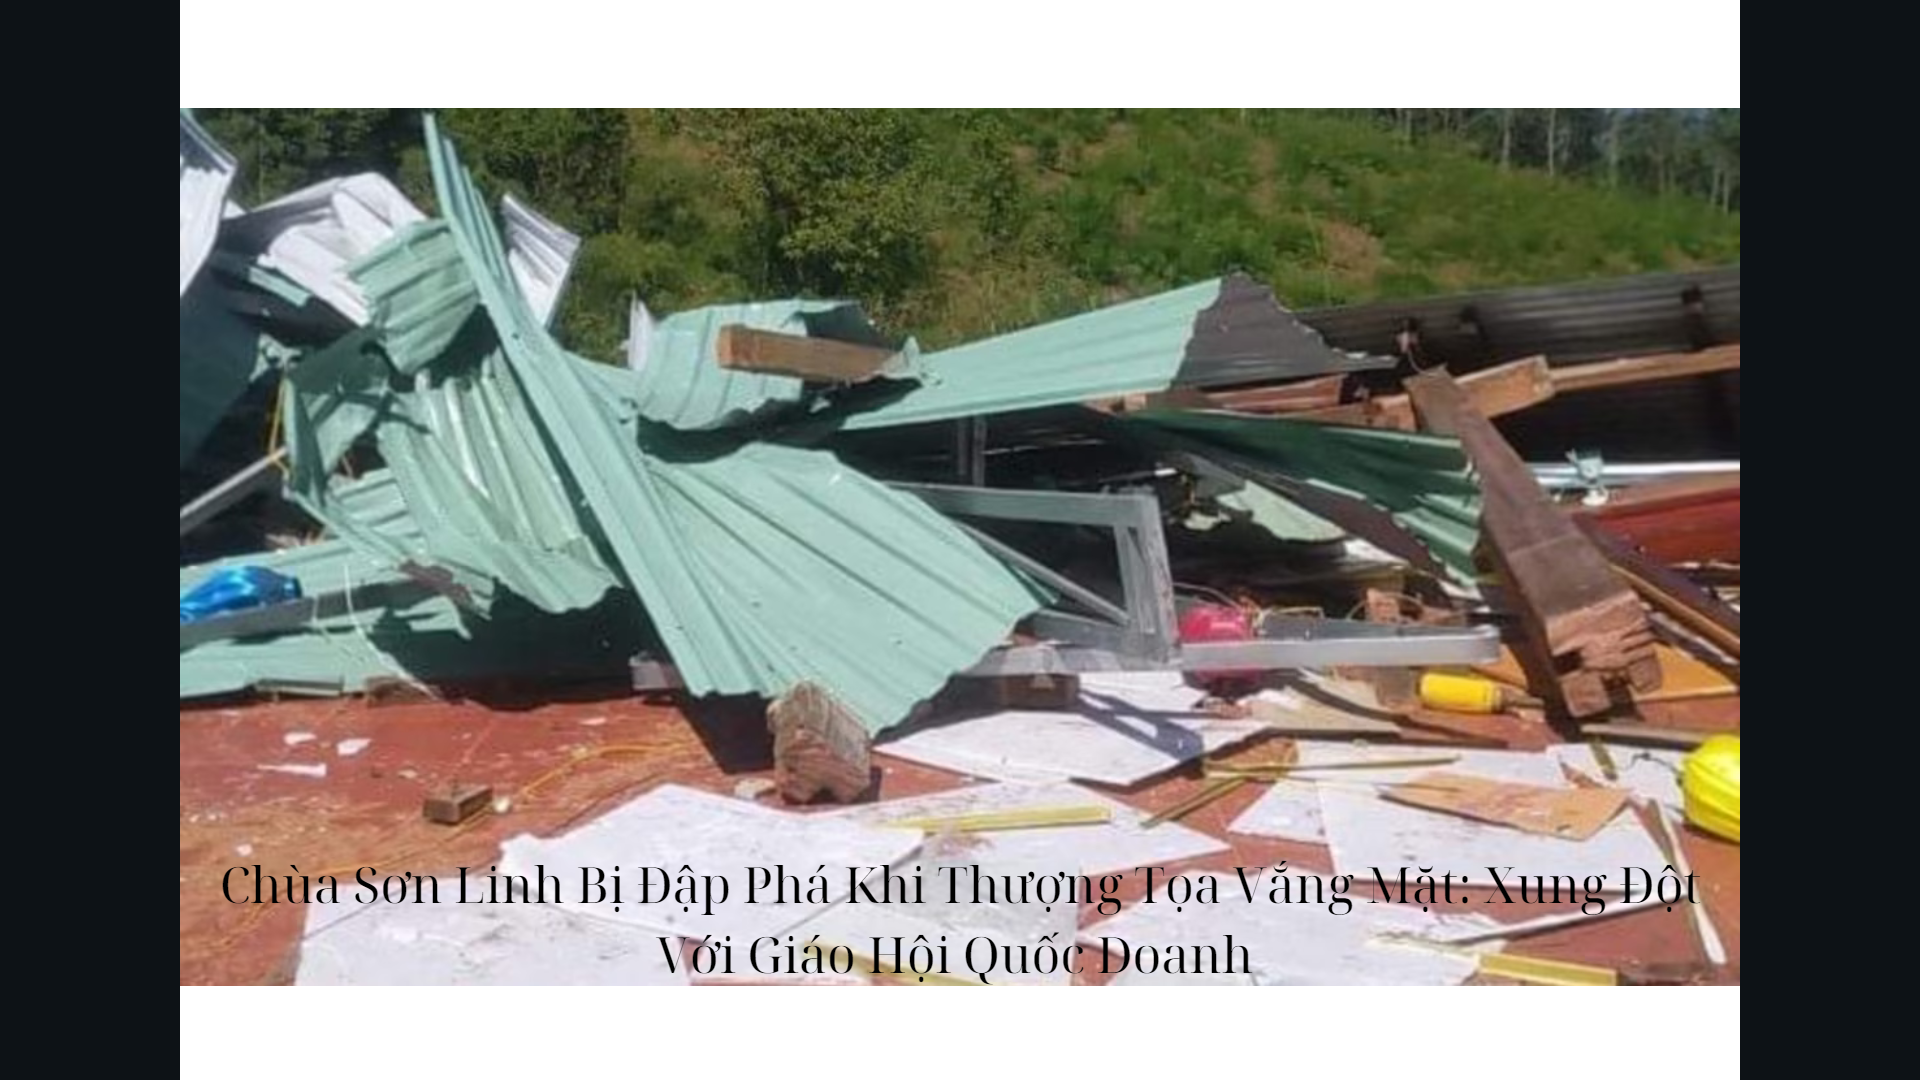 Chùa Sơn Linh Bị Đập Phá Khi Thượng Tọa Vắng Mặt: Xung Đột
Với Giáo Hội Quốc Doanh